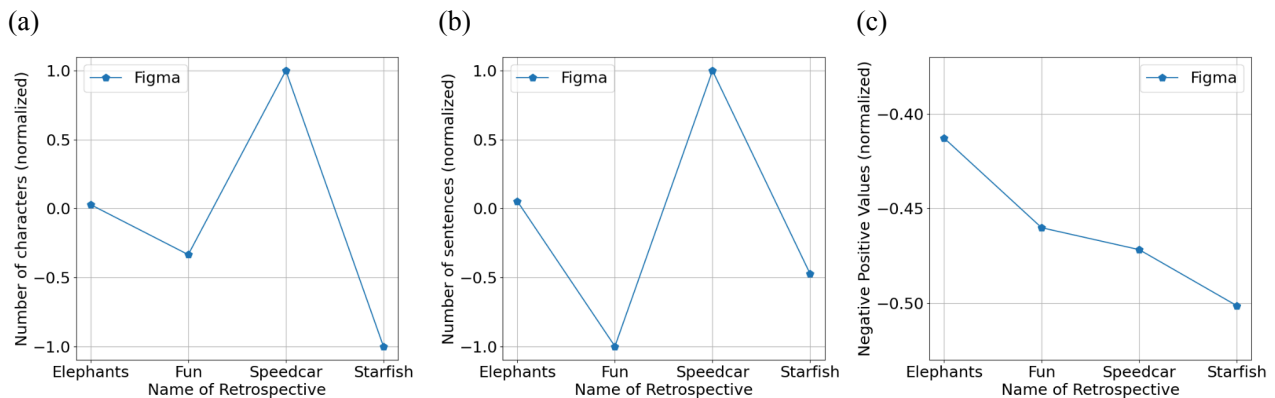 (a)
(b)
(c)
Number of characters (normalized)
1.0
0.5
0.0
−0.5
−1.0
Figma
Elephants Fun Speedcar Starfish
Name of Retrospective
Number of sentences (normalized)
1.0
0.5
0.0
−0.5
−1.0
Figma
Elephants Fun Speedcar Starfish
Name of Retrospective
Negative Positive Values (normalized)
−0.40
−0.45
−0.50
Figma
Elephants Fun Speedcar Starfish
Name of Retrospective